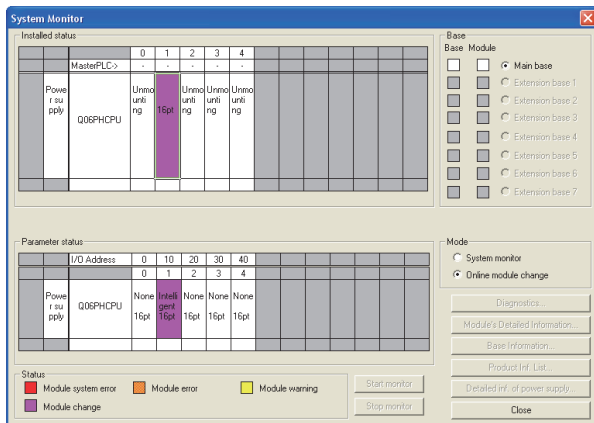 System Monitor
Installed status
0 1 2 3 4
MasterPLC-> - - - - -
Powe
r su
pply
Q06PHCPU
Unmo
unti
ng
16pt
Unmo
unti
ng
Unmo
unti
ng
Unmo
unti
ng
Base
Base Module
Main base
Extension base 1
Extension base 2
Extension base 3
Extension base 4
Extension base 5
Extension base 6
Extension base 7
Parameter status
I/O Address 0 10 20 30 40
0 1 2 3 4
Powe
r su
pply
Q06PHCPU
None
16pt
Intelli
gent
16pt
None
16pt
None
16pt
None
16pt
Mode
System monitor
Online module change
Diagnostics...
Module's Detailed Information...
Base Information...
Product Inf. List...
Detailed inf. of power supply...
Close
Status
Module system error
Module error
Module warning
Module change
Start monitor
Stop monitor